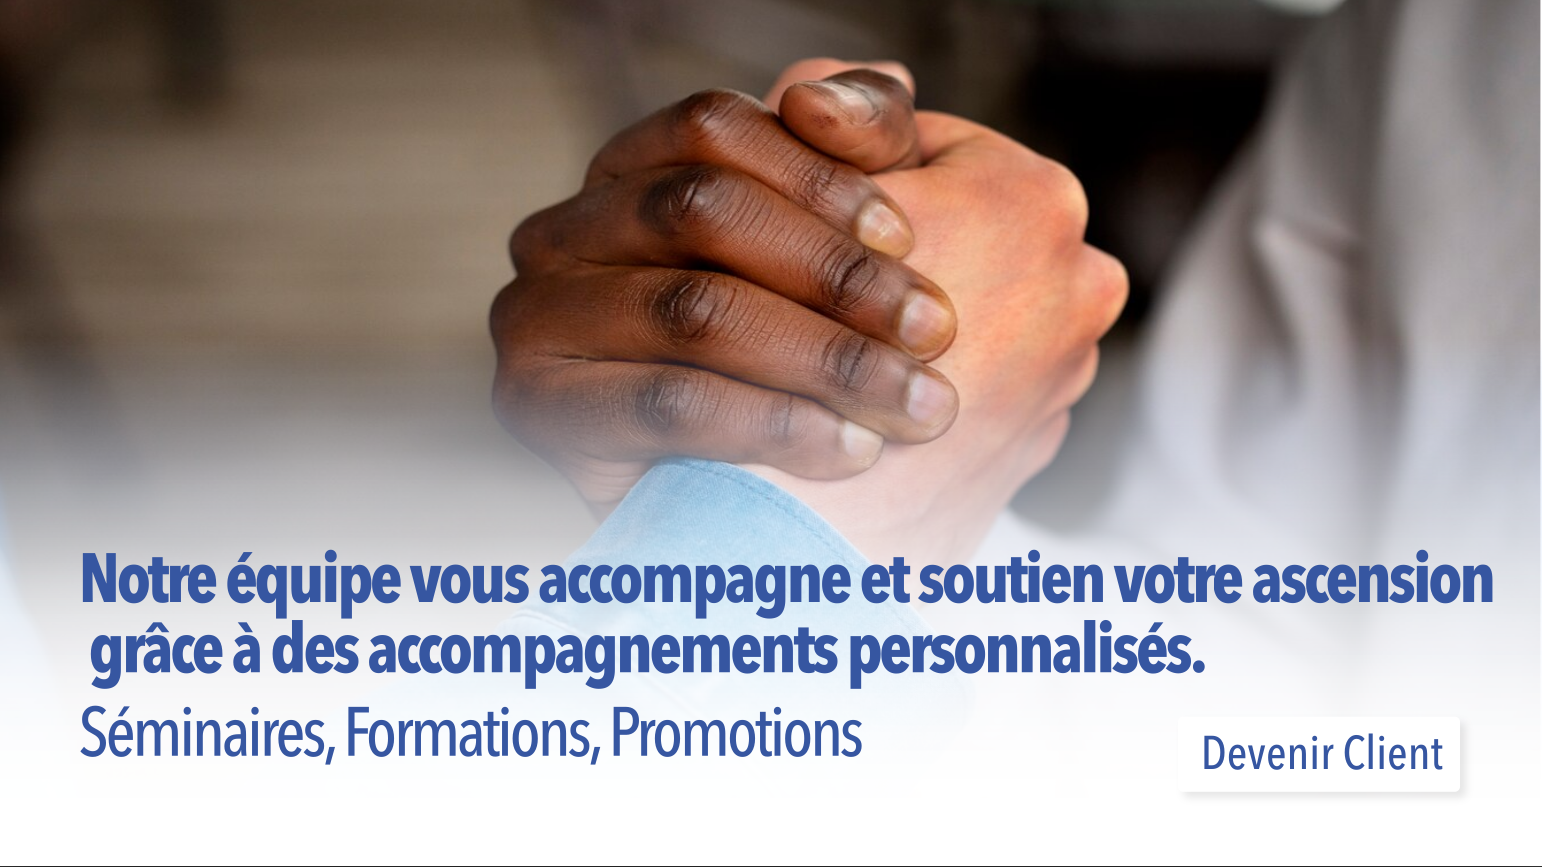 Notre équipe vous accompagne et soutien votre ascension
grâce à des accompagnements personnalisés.
Séminaires, Formations, Promotions
Devenir Client